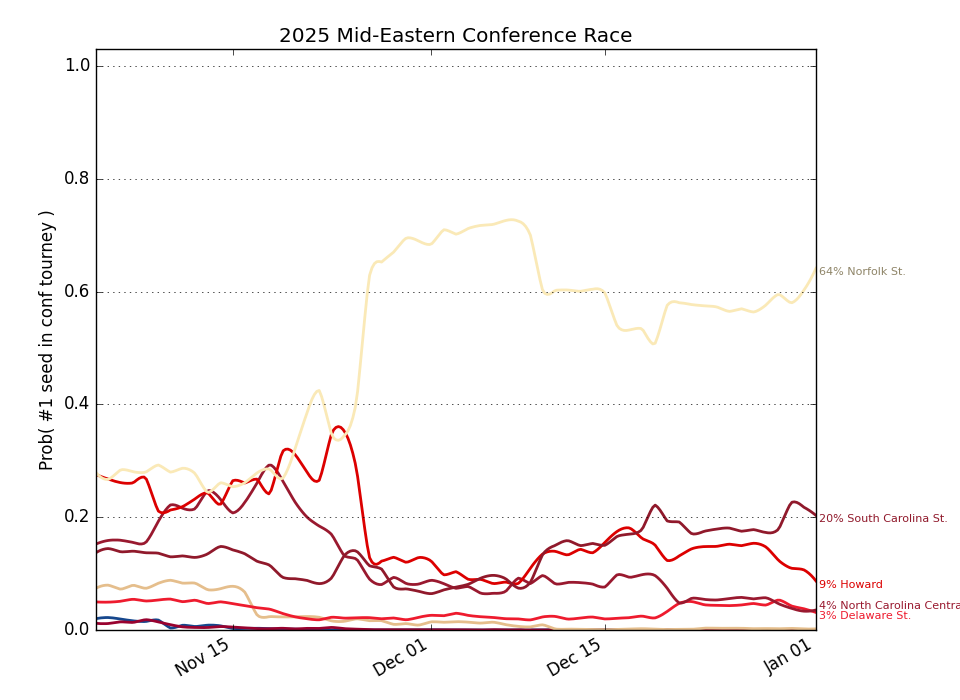 2025 Mid-Eastern Conference Race
Prob( #1 seed in conf tourney )
1.0
0.8
0.6
0.4
0.2
0.0
Nov 15
Dec 01
Dec 15
Jan 01
64% Norfolk St.
20% South Carolina St.
9% Howard
4% North Carolina Centra
3% Delaware St.